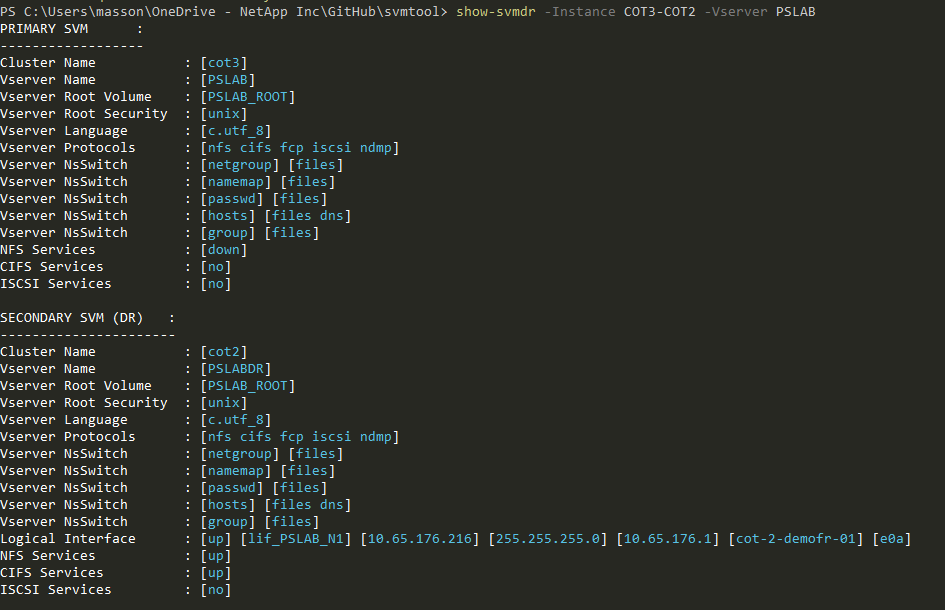 PS C:\Users\masson\OneDrive - NetApp Inc\GitHub\svmtool> show-svmdr -Instance COT3-COT2 -Vserver PSLAB
PRIMARY SVM      :
------------------
Cluster Name           : [cot3]
Vserver Name           : [PSLAB]
Vserver Root Volume    : [PSLAB_ROOT]
Vserver Root Security  : [unix]
Vserver Language       : [c.utf_8]
Vserver Protocols      : [nfs cifs fcp iscsi ndmp]
Vserver NsSwitch       : [netgroup] [files]
Vserver NsSwitch       : [namemap] [files]
Vserver NsSwitch       : [passwd] [files]
Vserver NsSwitch       : [hosts] [files dns]
Vserver NsSwitch       : [group] [files]
NFS Services           : [down]
CIFS Services          : [no]
ISCSI Services         : [no]

SECONDARY SVM (DR)   :
----------------------
Cluster Name           : [cot2]
Vserver Name           : [PSLABDR]
Vserver Root Volume    : [PSLAB_ROOT]
Vserver Root Security  : [unix]
Vserver Language       : [c.utf_8]
Vserver Protocols      : [nfs cifs fcp iscsi ndmp]
Vserver NsSwitch       : [netgroup] [files]
Vserver NsSwitch       : [namemap] [files]
Vserver NsSwitch       : [passwd] [files]
Vserver NsSwitch       : [hosts] [files dns]
Vserver NsSwitch       : [group] [files]
Logical Interface      : [up] [lif_PSLAB_N1] [10.65.176.216] [255.255.255.0] [10.65.176.1] [cot-2-demofr-01] [e0a]
NFS Services           : [up]
CIFS Services          : [up]
ISCSI Services         : [no]